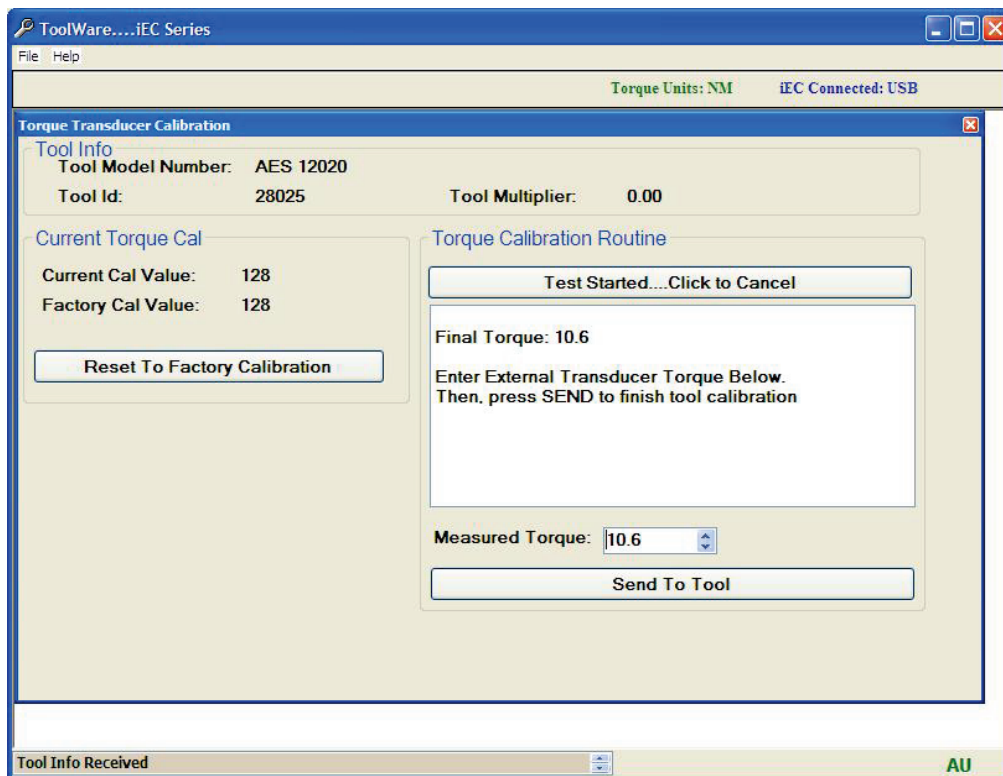 ToolWare....iEC Series
File Help
Torque Units: NM iEC Connected: USB
Torque Transducer Calibration
Tool Info
Tool Model Number: AES 12020
Tool Id: 28025 Tool Multiplier: 0.00
Current Torque Cal
Current Cal Value: 128
Factory Cal Value: 128
Reset To Factory Calibration
Torque Calibration Routine
Test Started....Click to Cancel
Final Torque: 10.6
Enter External Transducer Torque Below.
Then, press SEND to finish tool calibration
Measured Torque: 10.6
Send To Tool
Tool Info Received
AU